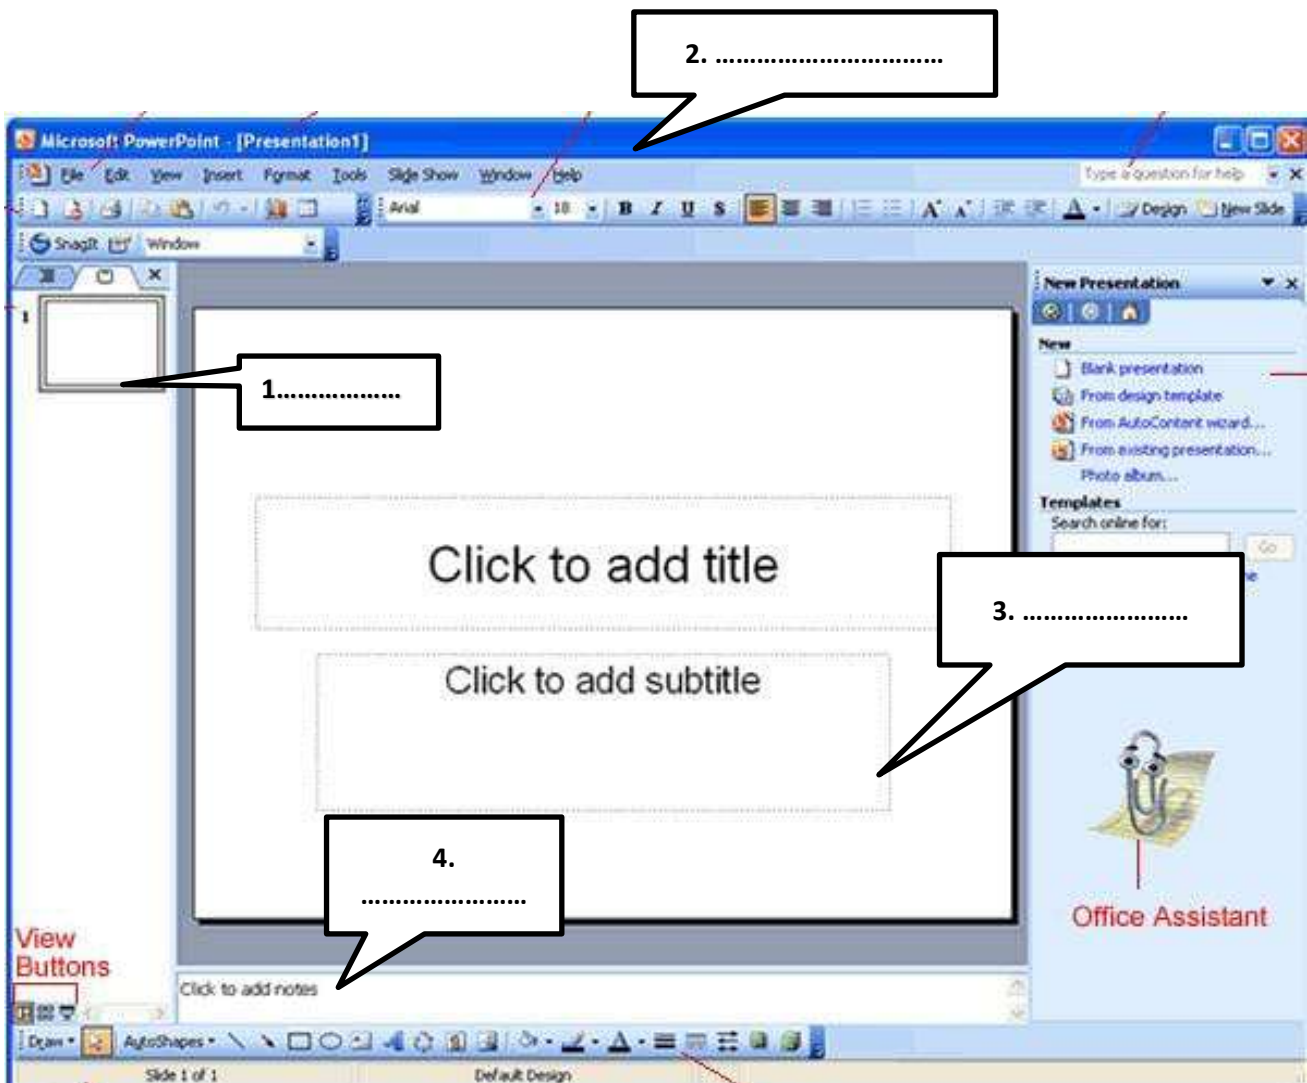 2. ……………………………
Microsoft PowerPoint - [Presentation1]
File Edit View Insert Format Tools Slide Show Window Help Type a question for help
Arial 18 B I U S A A A Design New Slide
SnagIt Window
New Presentation
1
New
Blank presentation
From design template
From AutoContent wizard...
From existing presentation...
Photo album...
1………………
Templates
Search online for:
Go
Click to add title
3. ……………………
Click to add subtitle
4.
……………………
Office Assistant
View
Buttons
Click to add notes
Draw AutoShapes A
Slide 1 of 1 Default Design